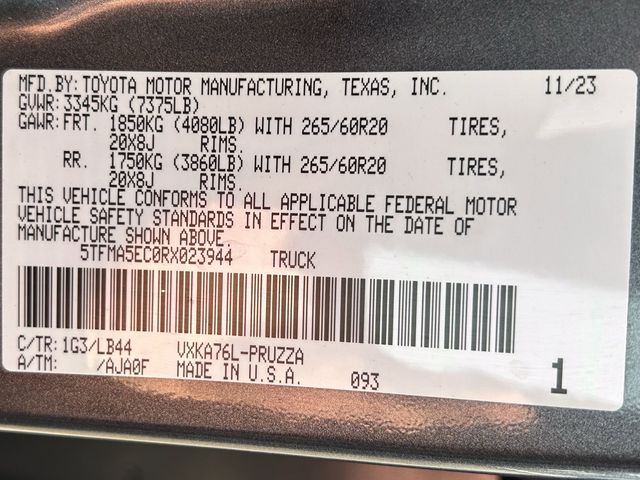 MFD.BY: TOYOTA MOTOR MANUFACTURING, TEXAS, INC. 11/23
GVWR: 3345KG (7375LB)
GAWR: FRT. 1850KG (4080LB) WITH 265/60R20 TIRES,
20X8J RIMS.
RR. 1750KG (3860LB) WITH 265/60R20 TIRES,
20X8J RIMS.
THIS VEHICLE CONFORMS TO ALL APPLICABLE FEDERAL MOTOR
VEHICLE SAFETY STANDARDS IN EFFECT ON THE DATE OF
MANUFACTURE SHOWN ABOVE.
5TFMA5EC0RX023944 TRUCK
C/TR: 1G3/LB44 VXKA76L-PRUZZA
A/TM: /AJA0F MADE IN U.S.A. 093 1